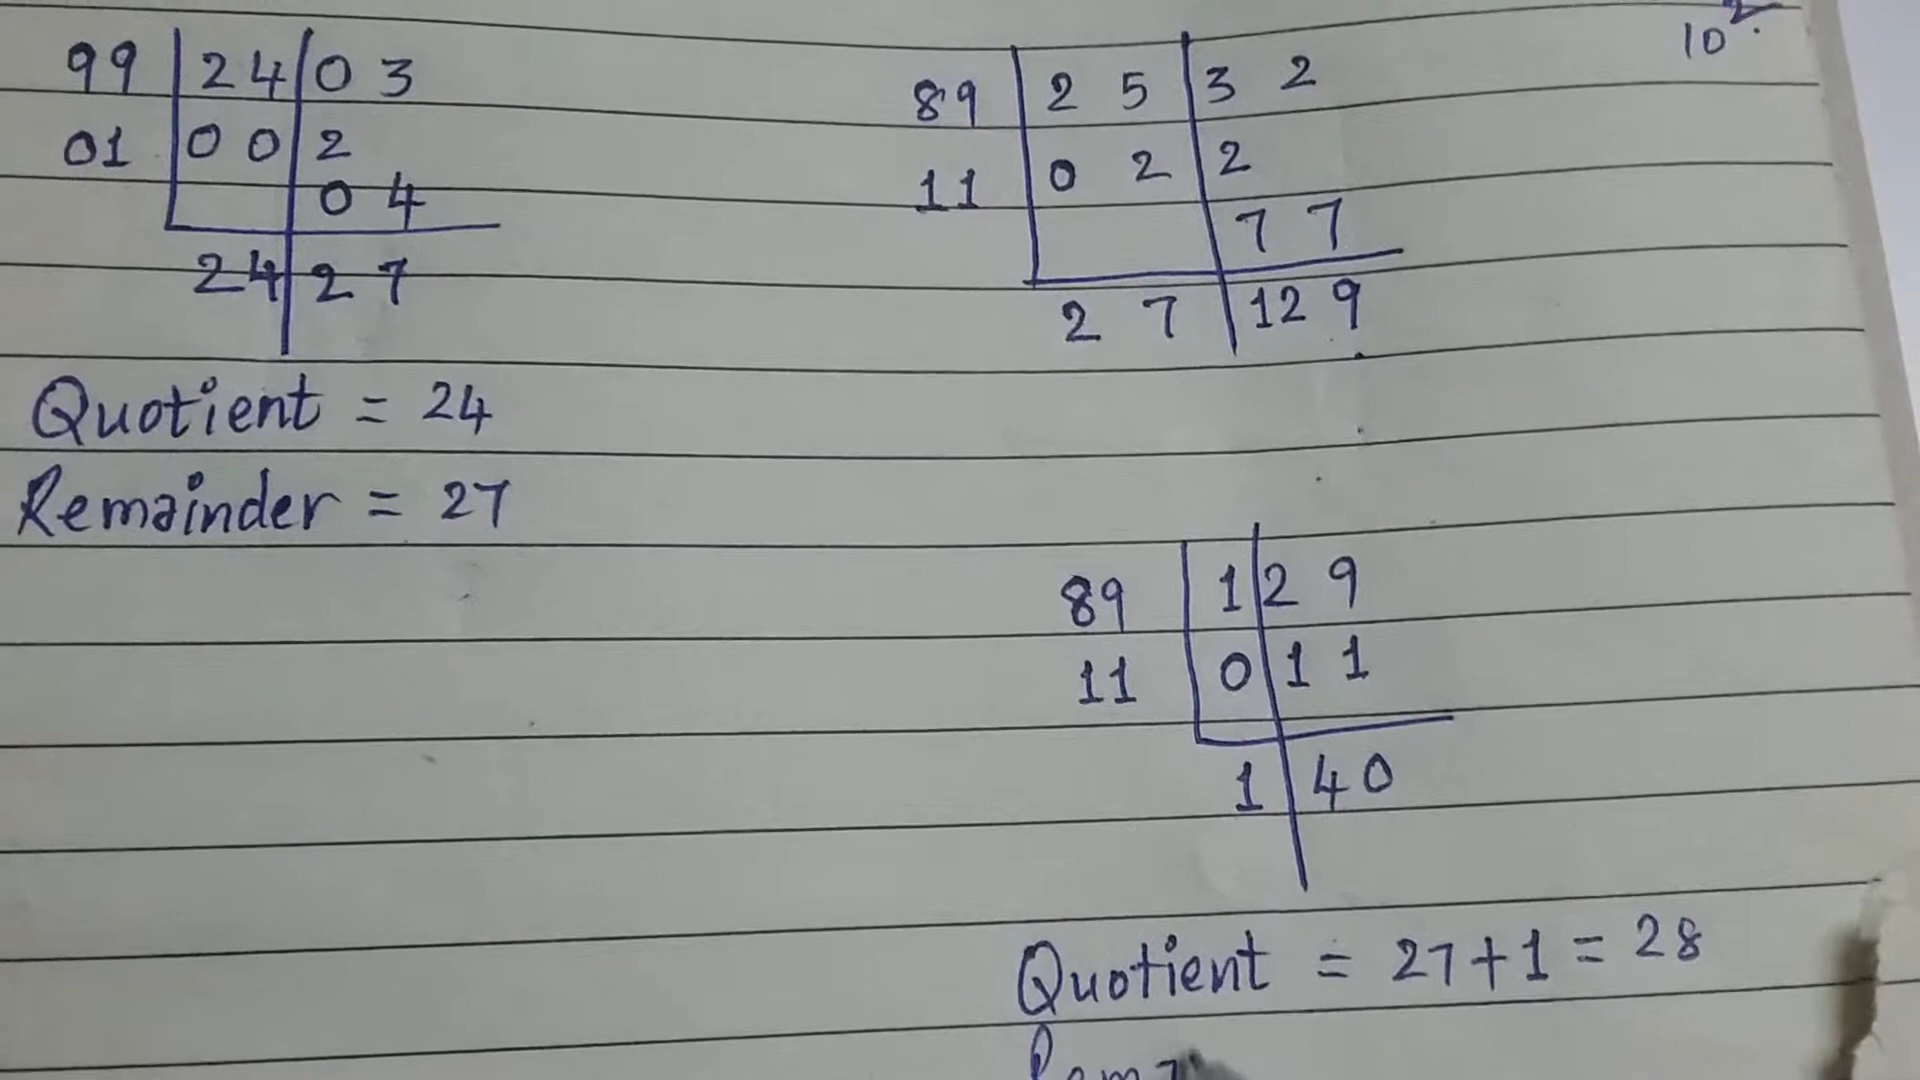 99 | 24 | 03
01 | 00 | 2
04
24 | 27
Quotient = 24
Remainder = 27
10²
89 | 2 5 | 3 2
11 | 0 2 | 2
7 7
2 7 | 12 9
89 | 1 | 2 9
11 | 0 | 1 1
1 | 4 0
Quotient = 27+1 = 28